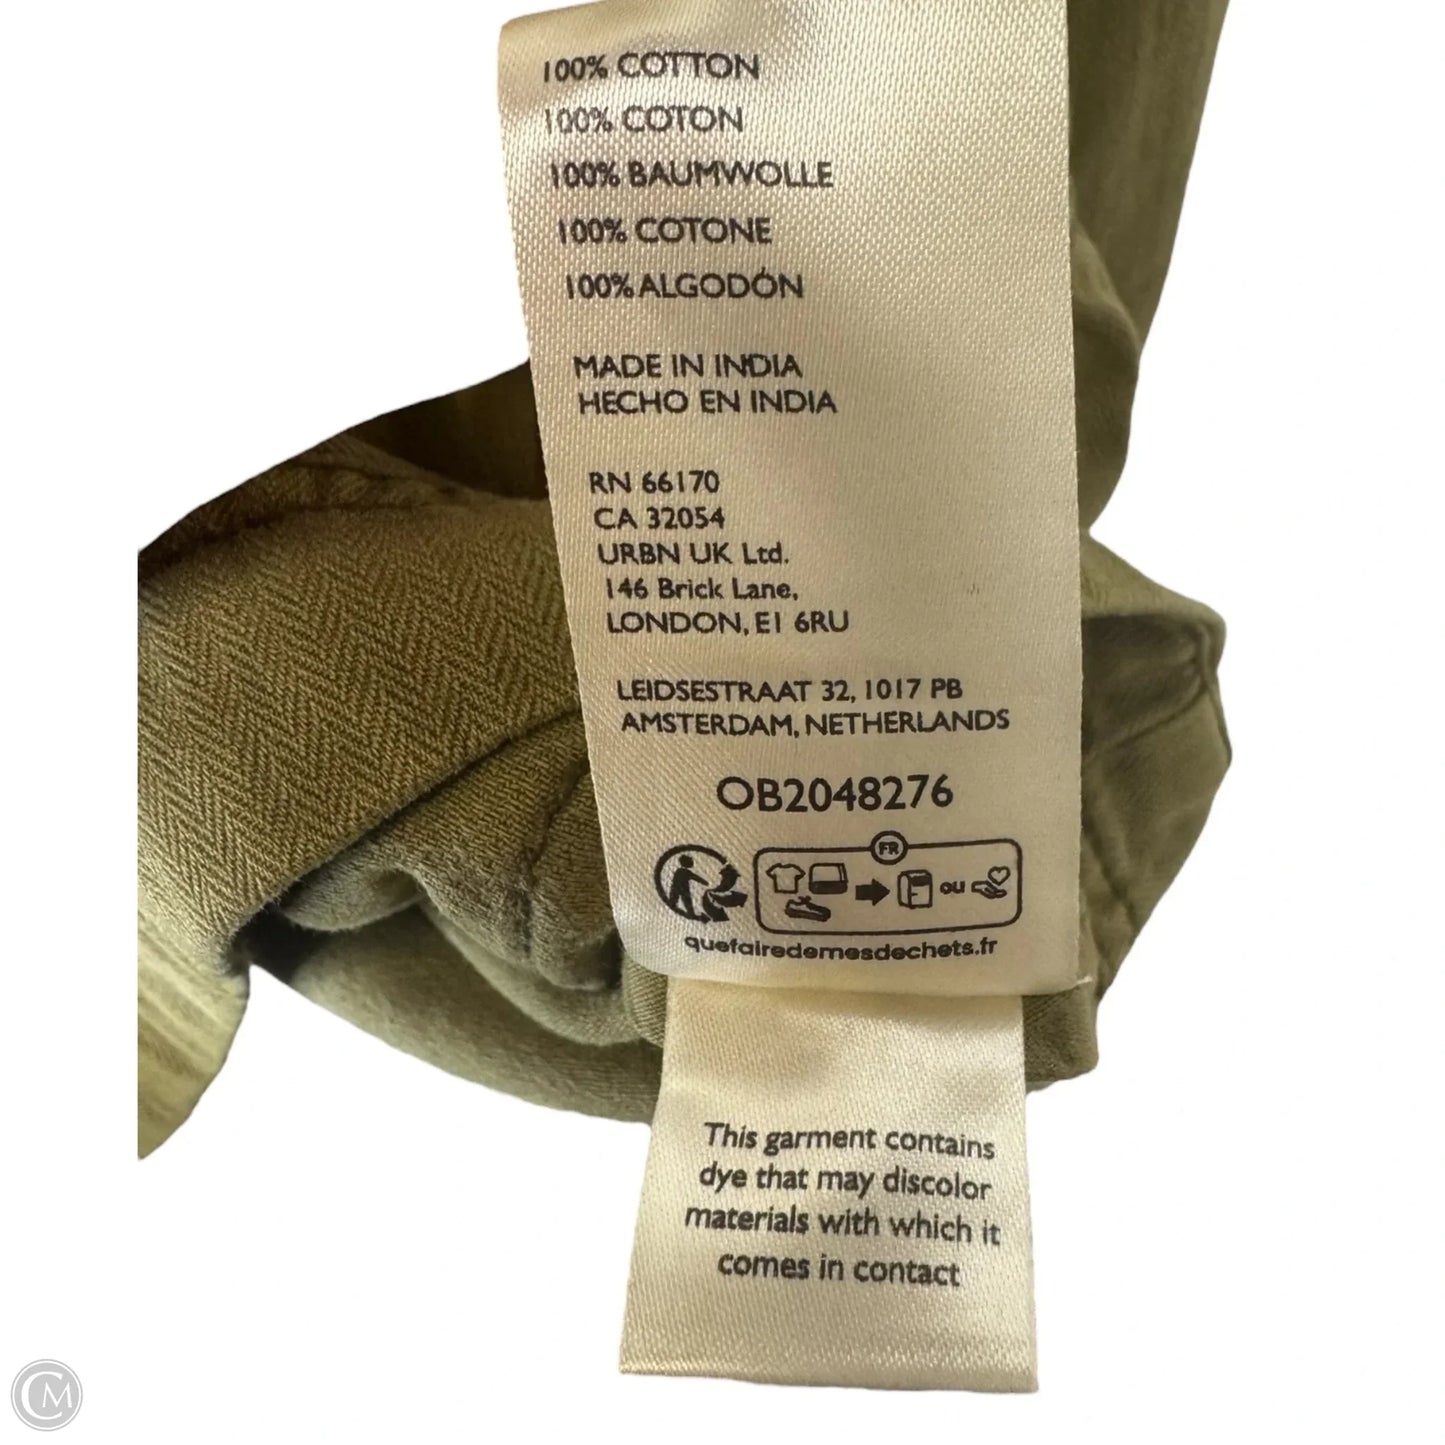 100% COTTON
100% COTON
100% BAUMWOLLE
100% COTONE
100% ALGODÓN
MADE IN INDIA
HECHO EN INDIA
RN 66170
CA 32054
URBN UK Ltd.
146 Brick Lane,
LONDON, E1 6RU
LEIDSESTRAAT 32, 1017 PB
AMSTERDAM, NETHERLANDS
OB2048276
FR
ou
quefairedemesdechets.fr
This garment contains
dye that may discolor
materials with which it
comes in contact
CM